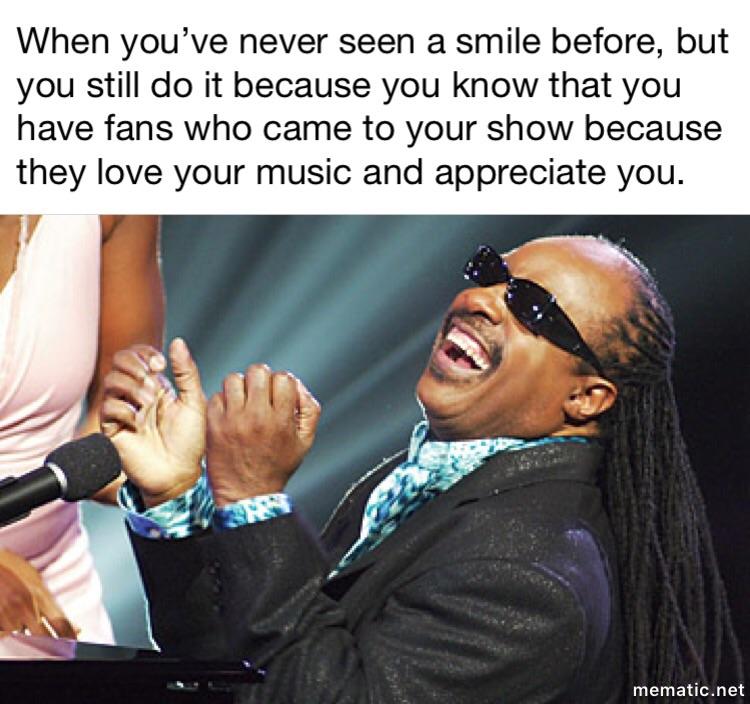 When you’ve never seen a smile before, but
you still do it because you know that you
have fans who came to your show because
they love your music and appreciate you.
mematic.net